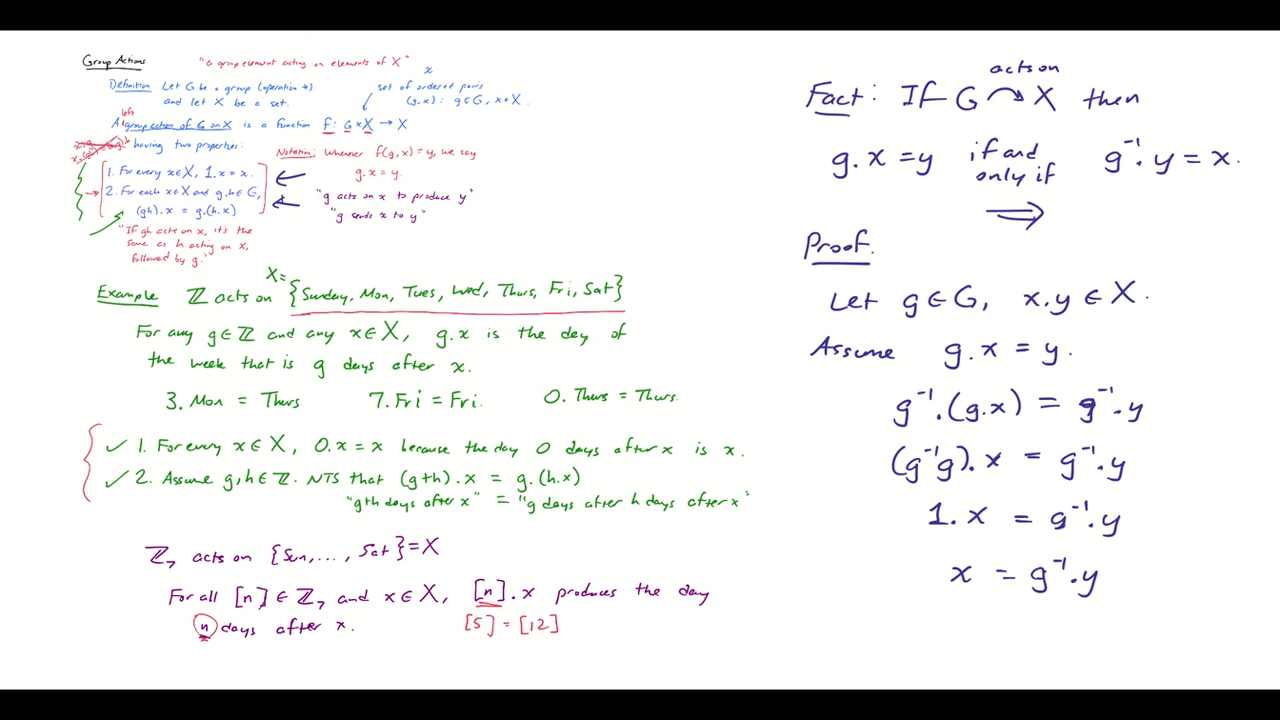 Group Actions
"a group element acting on elements of X"
Definition Let G be a group (operation *)
and let X be a set.
x
set of ordered pairs
(g,x): g∈G, x∈X.
left
A group action of G on X is a function f: G×X → X
having two properties:
1. For every x∈X, 1.x = x.
2. For each x∈X and g,h∈G,
(gh).x = g.(h.x)
Notation: Whenever f(g,x)=y, we say
g.x = y.
"g acts on x to produce y"
"g sends x to y"
"If gh acts on x, it's the
same as h acting on x,
followed by g."
Example ℤ acts on X= {Sunday, Mon, Tues, Wed, Thurs, Fri, Sat}
For any g∈ℤ and any x∈X, g.x is the day of
the week that is g days after x.
3. Mon = Thurs 7. Fri = Fri. 0. Thurs = Thurs.
✓ 1. For every x∈X, 0.x = x because the day 0 days after x is x.
✓ 2. Assume g,h∈ℤ. NTS that (g+h).x = g.(h.x)
"g+h days after x" = "g days after h days after x"
ℤ₇ acts on {Sun, ..., Sat} = X
For all [n]∈ℤ₇ and x∈X, [n].x produces the day
n days after x. [5] = [12]
Fact: If G ↷ X then
acts on
g.x = y if and only if g⁻¹.y = x.
⇒
Proof.
Let g∈G, x,y∈X.
Assume g.x = y.
g⁻¹.(g.x) = g⁻¹.y
(g⁻¹g).x = g⁻¹.y
1.x = g⁻¹.y
x = g⁻¹.y